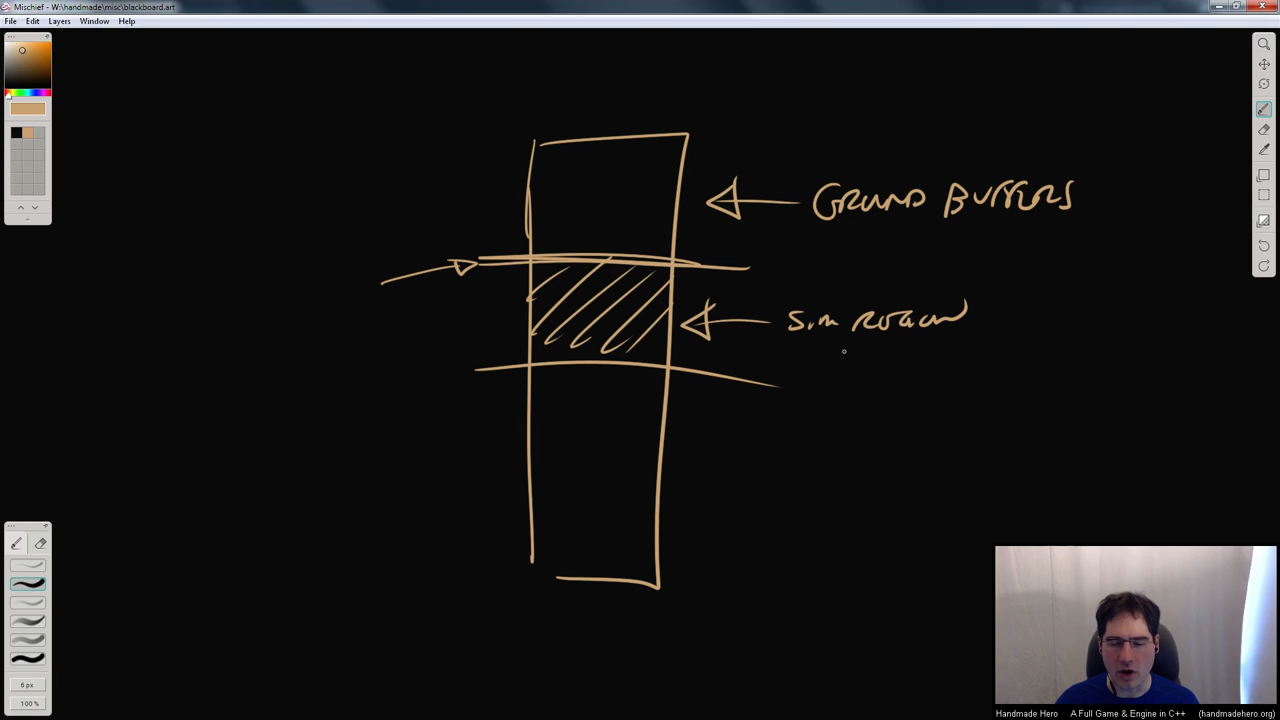 Mischief - W:\handmade\misc\blackboard.art
File Edit Layers Window Help
GROUND BUFFERS
SIM REGION
6 px
100 %
Handmade Hero A Full Game & Engine in C++ (handmadehero.org)